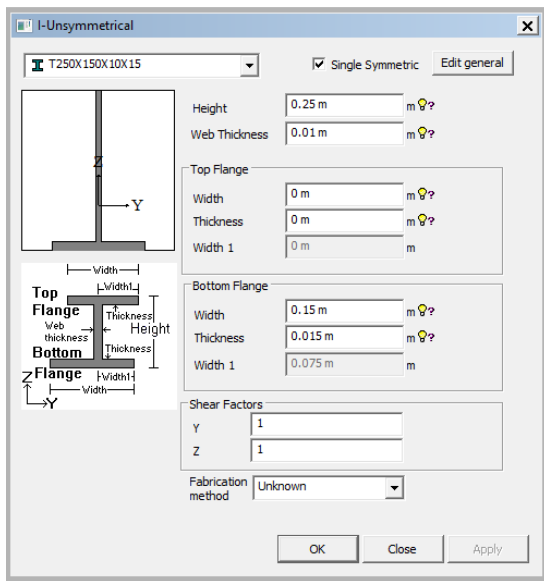 I-Unsymmetrical
T250X150X10X15
Single Symmetric
Edit general
Height 0.25 m m ?
Web Thickness 0.01 m m ?
Z
Y
Top Flange
Width 0 m m ?
Thickness 0 m m ?
Width 1 0 m m
Bottom Flange
Width 0.15 m m ?
Thickness 0.015 m m ?
Width 1 0.075 m m
Width
Width1
Top
Flange
Thickness
Web
thickness
Height
Bottom
Flange
Thickness
Width1
Width
Z
Y
Shear Factors
Y 1
Z 1
Fabrication
method
Unknown
OK Close Apply